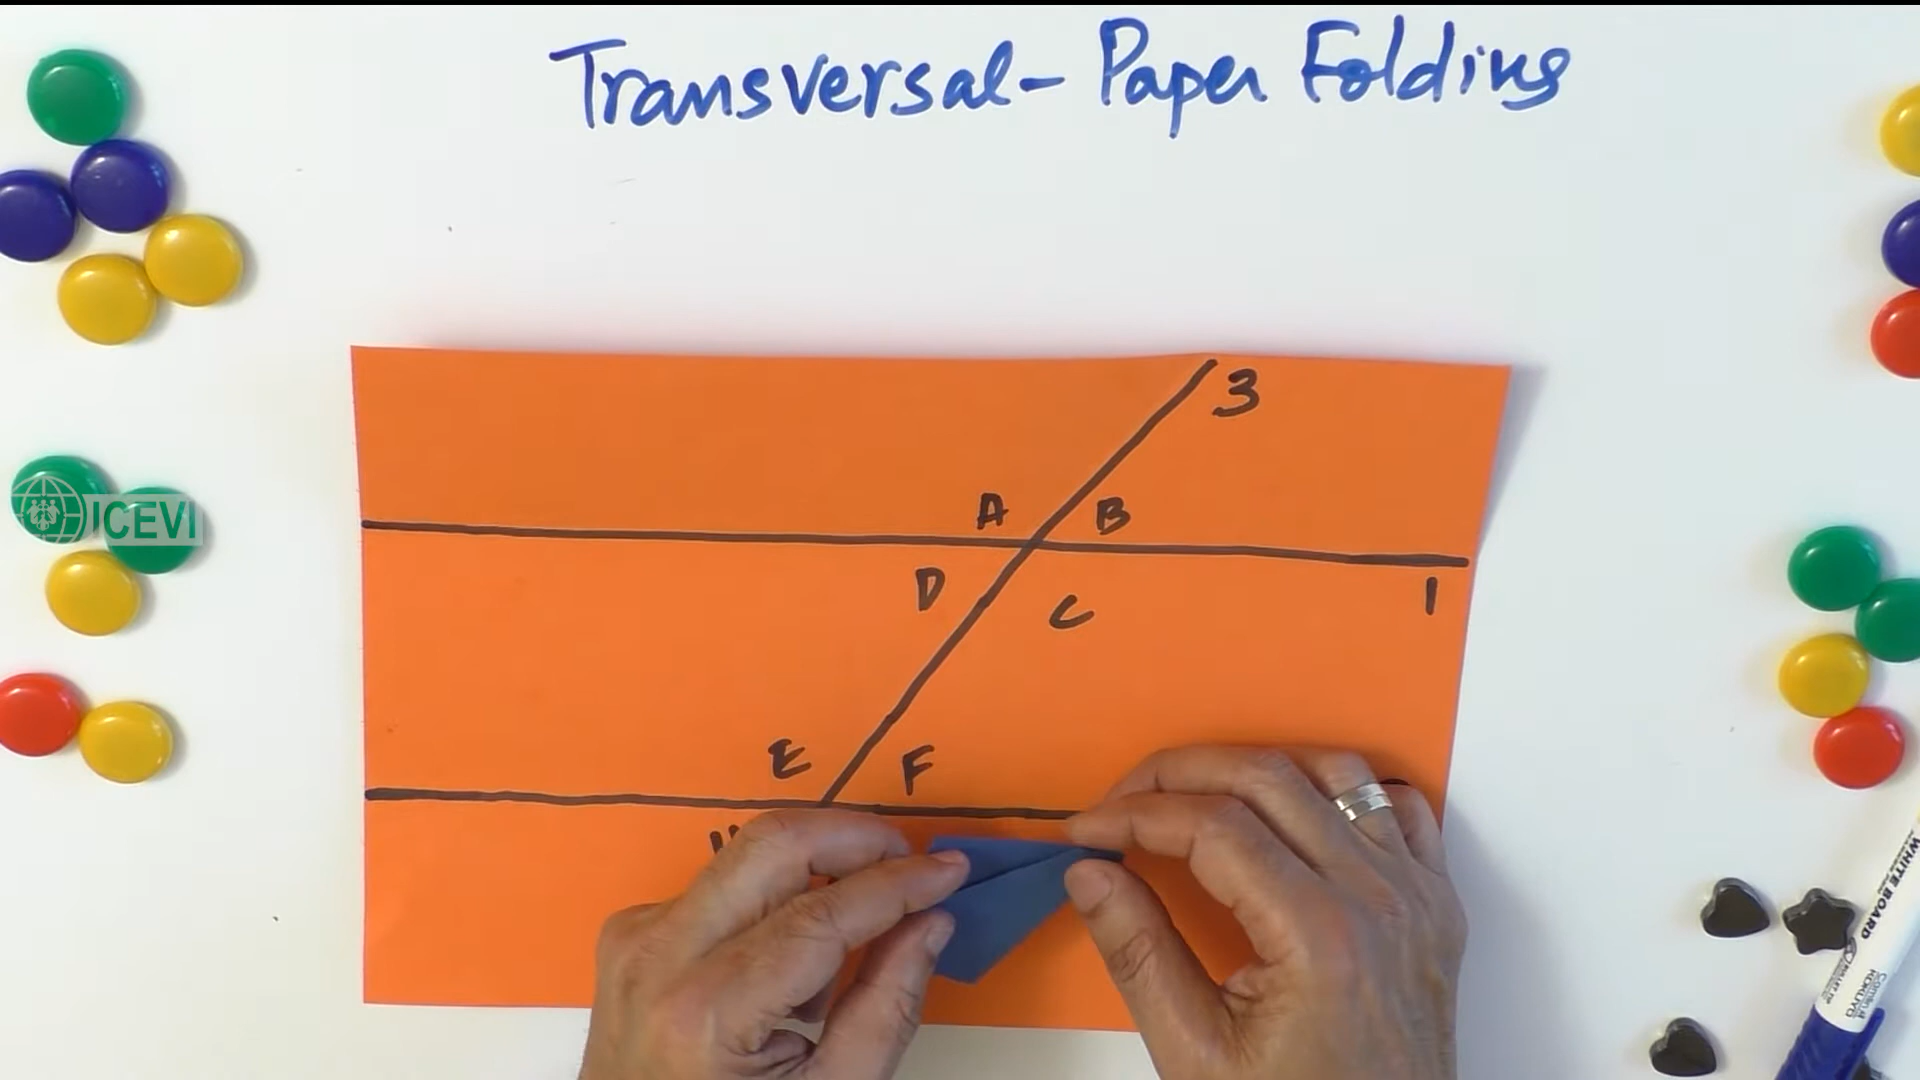 Transversal - Paper Folding
3
A B
D C
1
E F
ICEVI
WHITE BOARD